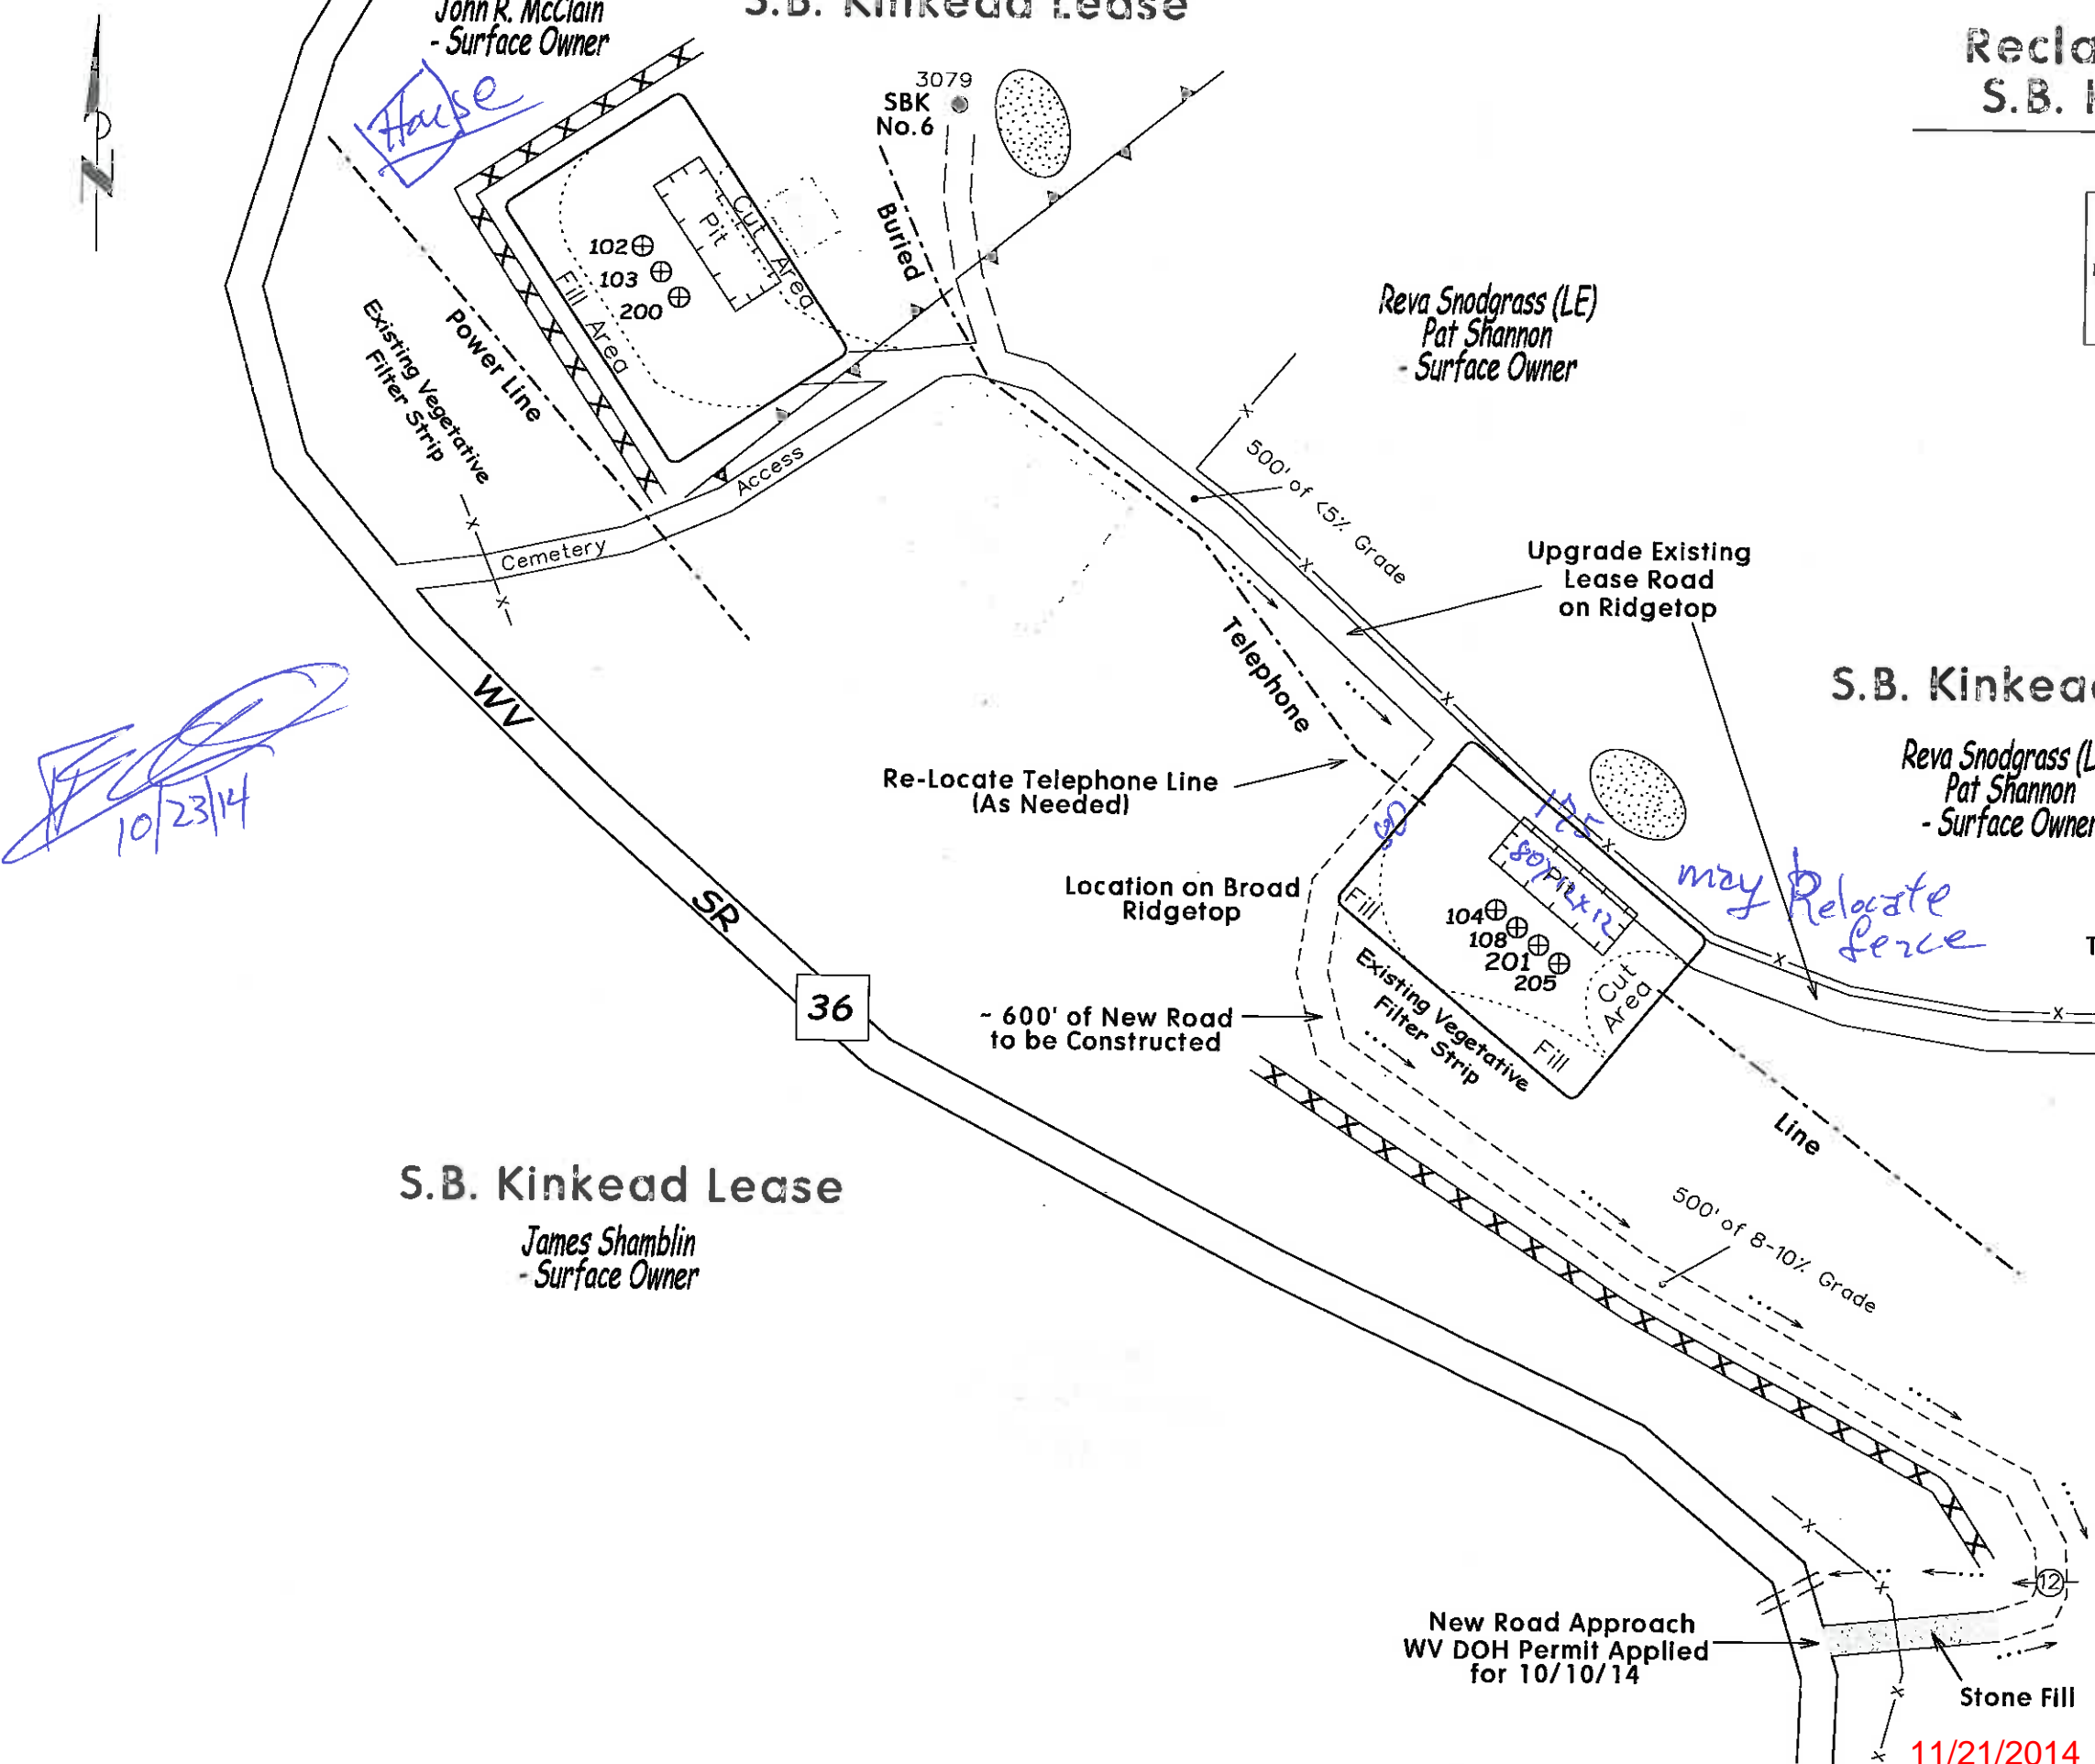 John R. McClain
- Surface Owner
S.B. Kinkead Lease
House
3079
SBK
No.6
N
102
103
200
Pit
Cut Area
Fill Area
Buried
Power Line
Existing Vegetative
Filter Strip
Cemetery Access
Reva Snodgrass (LE)
Pat Shannon
- Surface Owner
500' of <5% Grade
Upgrade Existing
Lease Road
on Ridgetop
S.B.
S.B.
Reva Snodgrass
Pat Shannon
- Surface Owner
Telephone
Re-Locate Telephone Line
(As Needed)
10/23/14
WV
SR
36
175
80x12x12
Pit
may Relocate
fence
Location on Broad
Ridgetop
104
108
201
205
Fill
Cut
Area
Fill
Existing Vegetative
Filter Strip
~ 600' of New Road
to be Constructed
Line
S.B. Kinkead Lease
James Shamblin
- Surface Owner
500' of 8-10% Grade
12
New Road Approach
WV DOH Permit Applied
for 10/10/14
Stone Fill
11/21/2014